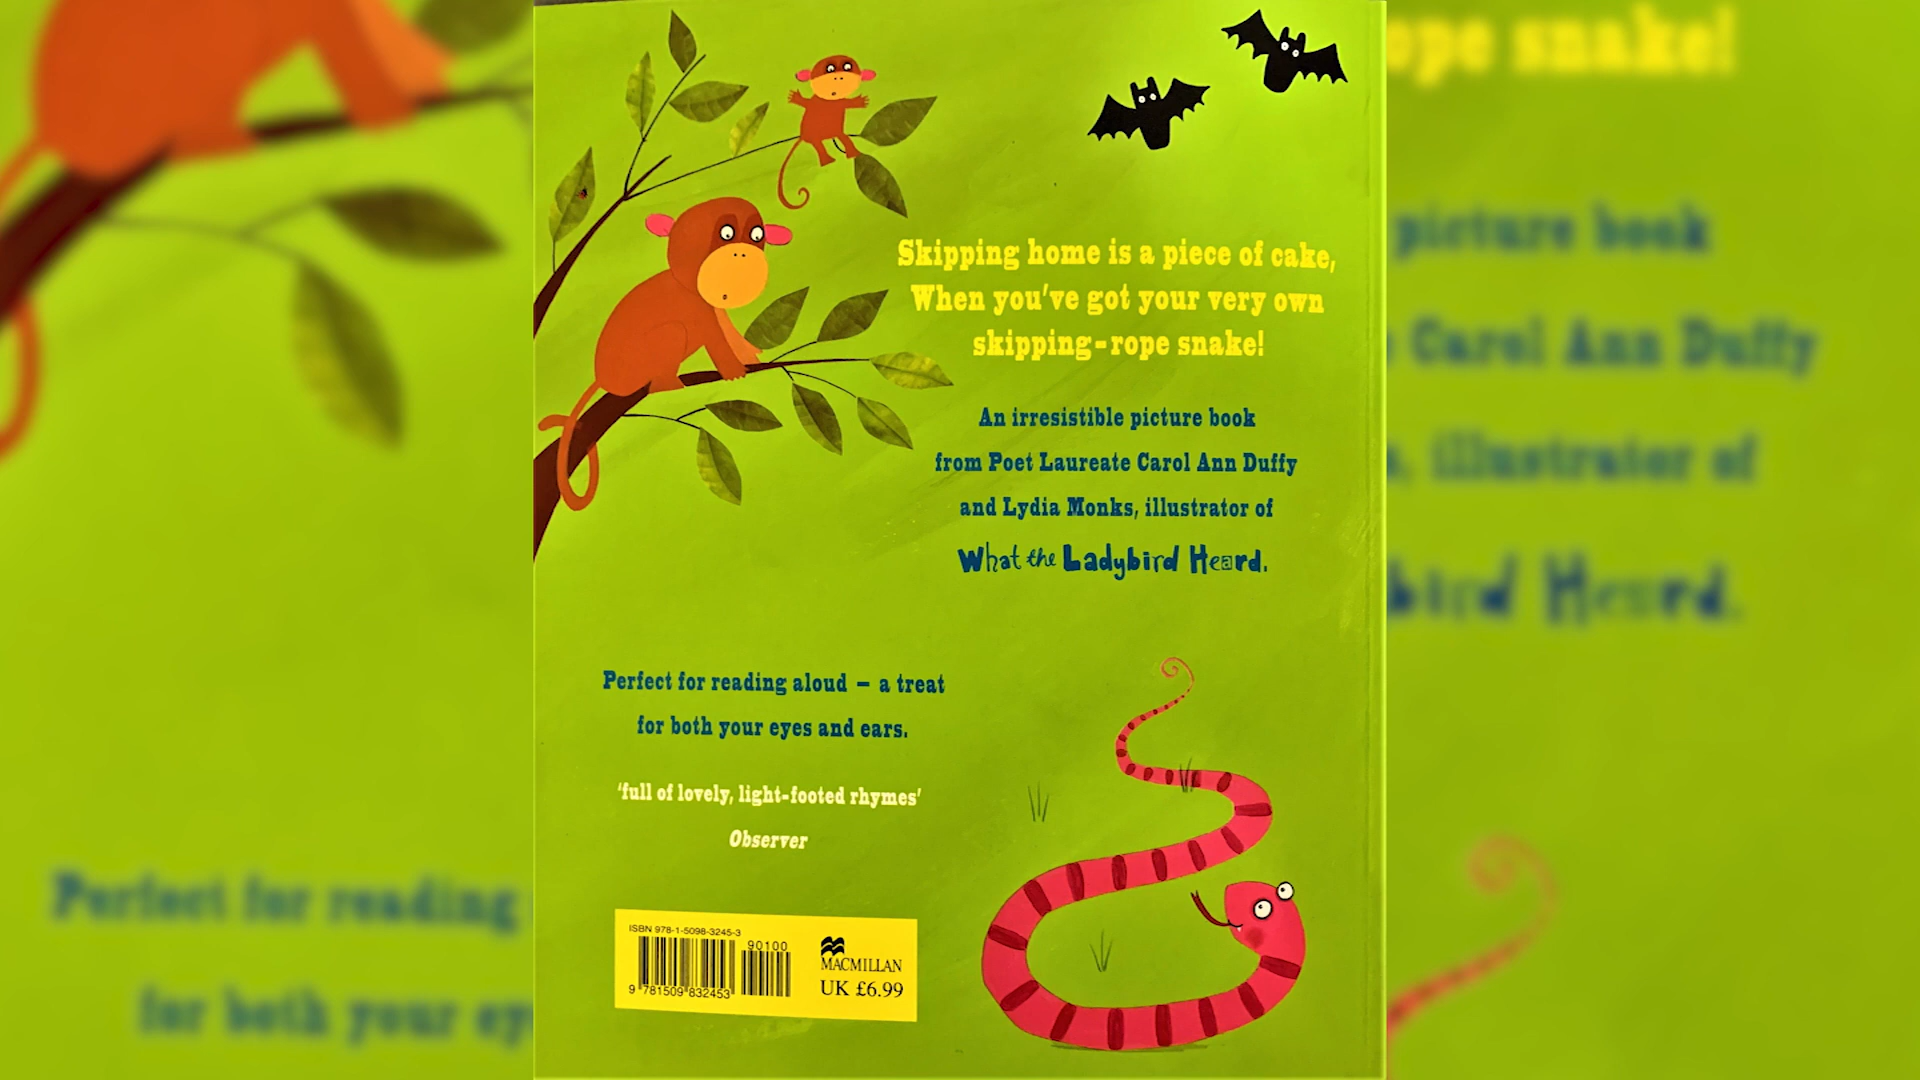 Skipping home is a piece of cake,
When you've got your very own
skipping-rope snake!
An irresistible picture book
from Poet Laureate Carol Ann Duffy
and Lydia Monks, illustrator of
What the Ladybird Heard.
Perfect for reading aloud – a treat
for both your eyes and ears.
'full of lovely, light-footed rhymes'
Observer
ISBN 978-1-5098-3245-3
90100
9 781509 832453
MACMILLAN
UK £6.99